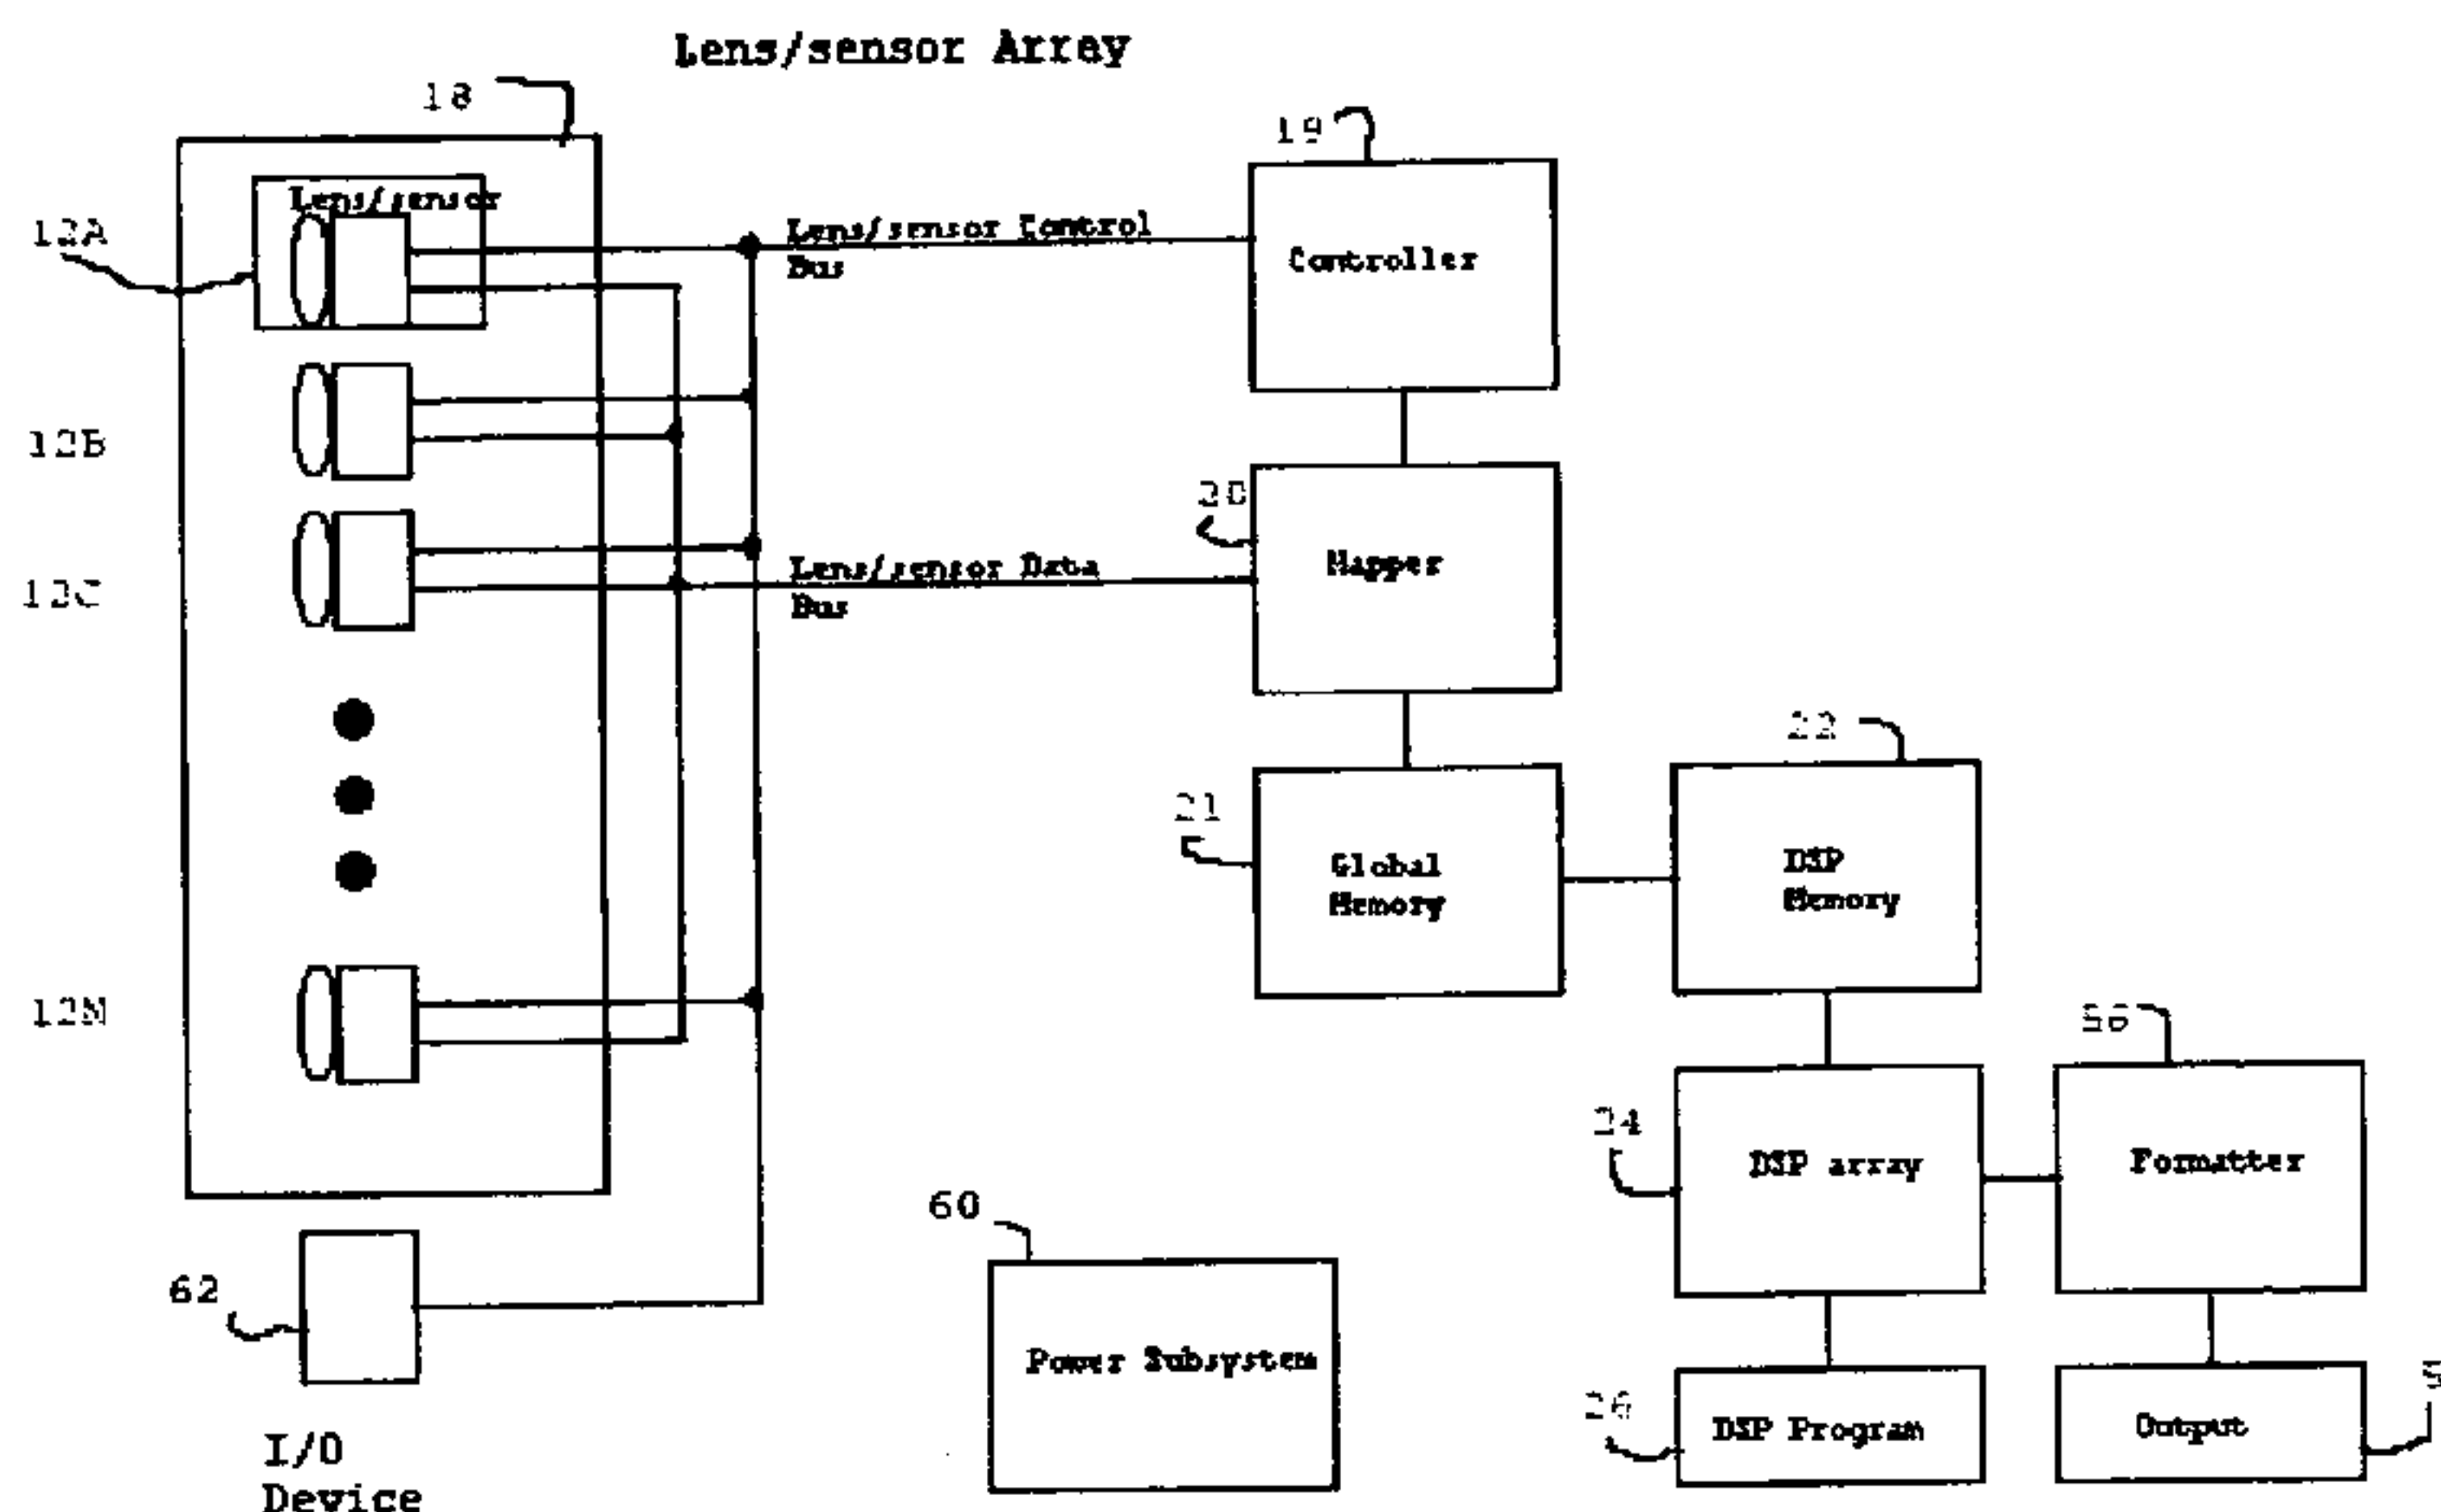 Lens/sensor Array
18
19
Lens/sensor
12A
Lens/sensor Control
Bus
Controller
12B
20
Mapper
12C
Lens/sensor Data
Bus
22
21
Global
Memory
DSP
Memory
12N
56
24
DSP array
Formatter
60
62
Power Subsystem
26
DSP Program
Output
I/O
Device